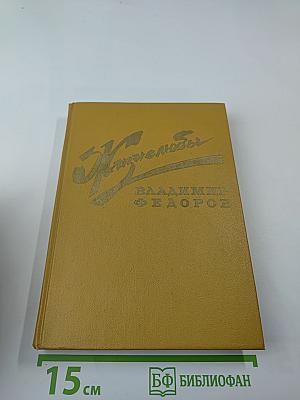 Жизнелюбы
ВЛАДИМИР
ФЕДОРОВ
15 см
БФ БИБЛИОФАН